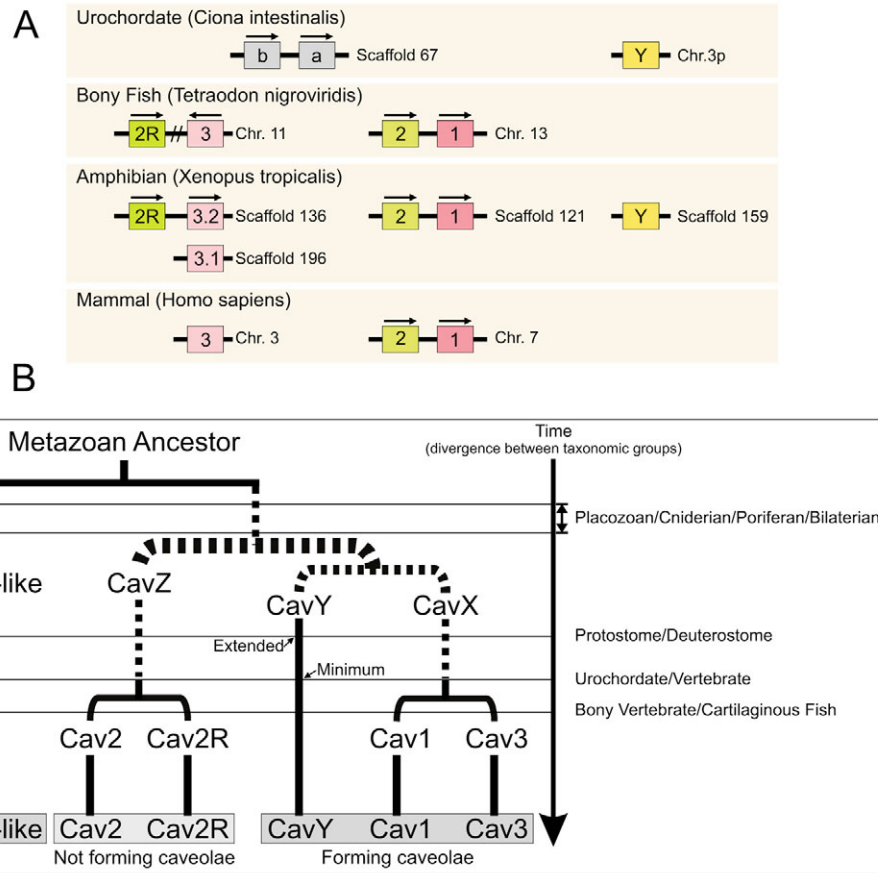 A
Urochordate (Ciona intestinalis)
b a Scaffold 67 Y Chr.3p
Bony Fish (Tetraodon nigroviridis)
2R // 3 Chr. 11 2 1 Chr. 13
Amphibian (Xenopus tropicalis)
2R 3.2 Scaffold 136 2 1 Scaffold 121 Y Scaffold 159
3.1 Scaffold 196
Mammal (Homo sapiens)
3 Chr. 3 2 1 Chr. 7
B
Metazoan Ancestor
Time
(divergence between taxonomic groups)
Placozoan/Cniderian/Poriferan/Bilaterian
-like CavZ
CavY CavX
Extended
Protostome/Deuterostome
Minimum
Urochordate/Vertebrate
Bony Vertebrate/Cartilaginous Fish
Cav2 Cav2R Cav1 Cav3
-like Cav2 Cav2R CavY Cav1 Cav3
Not forming caveolae Forming caveolae